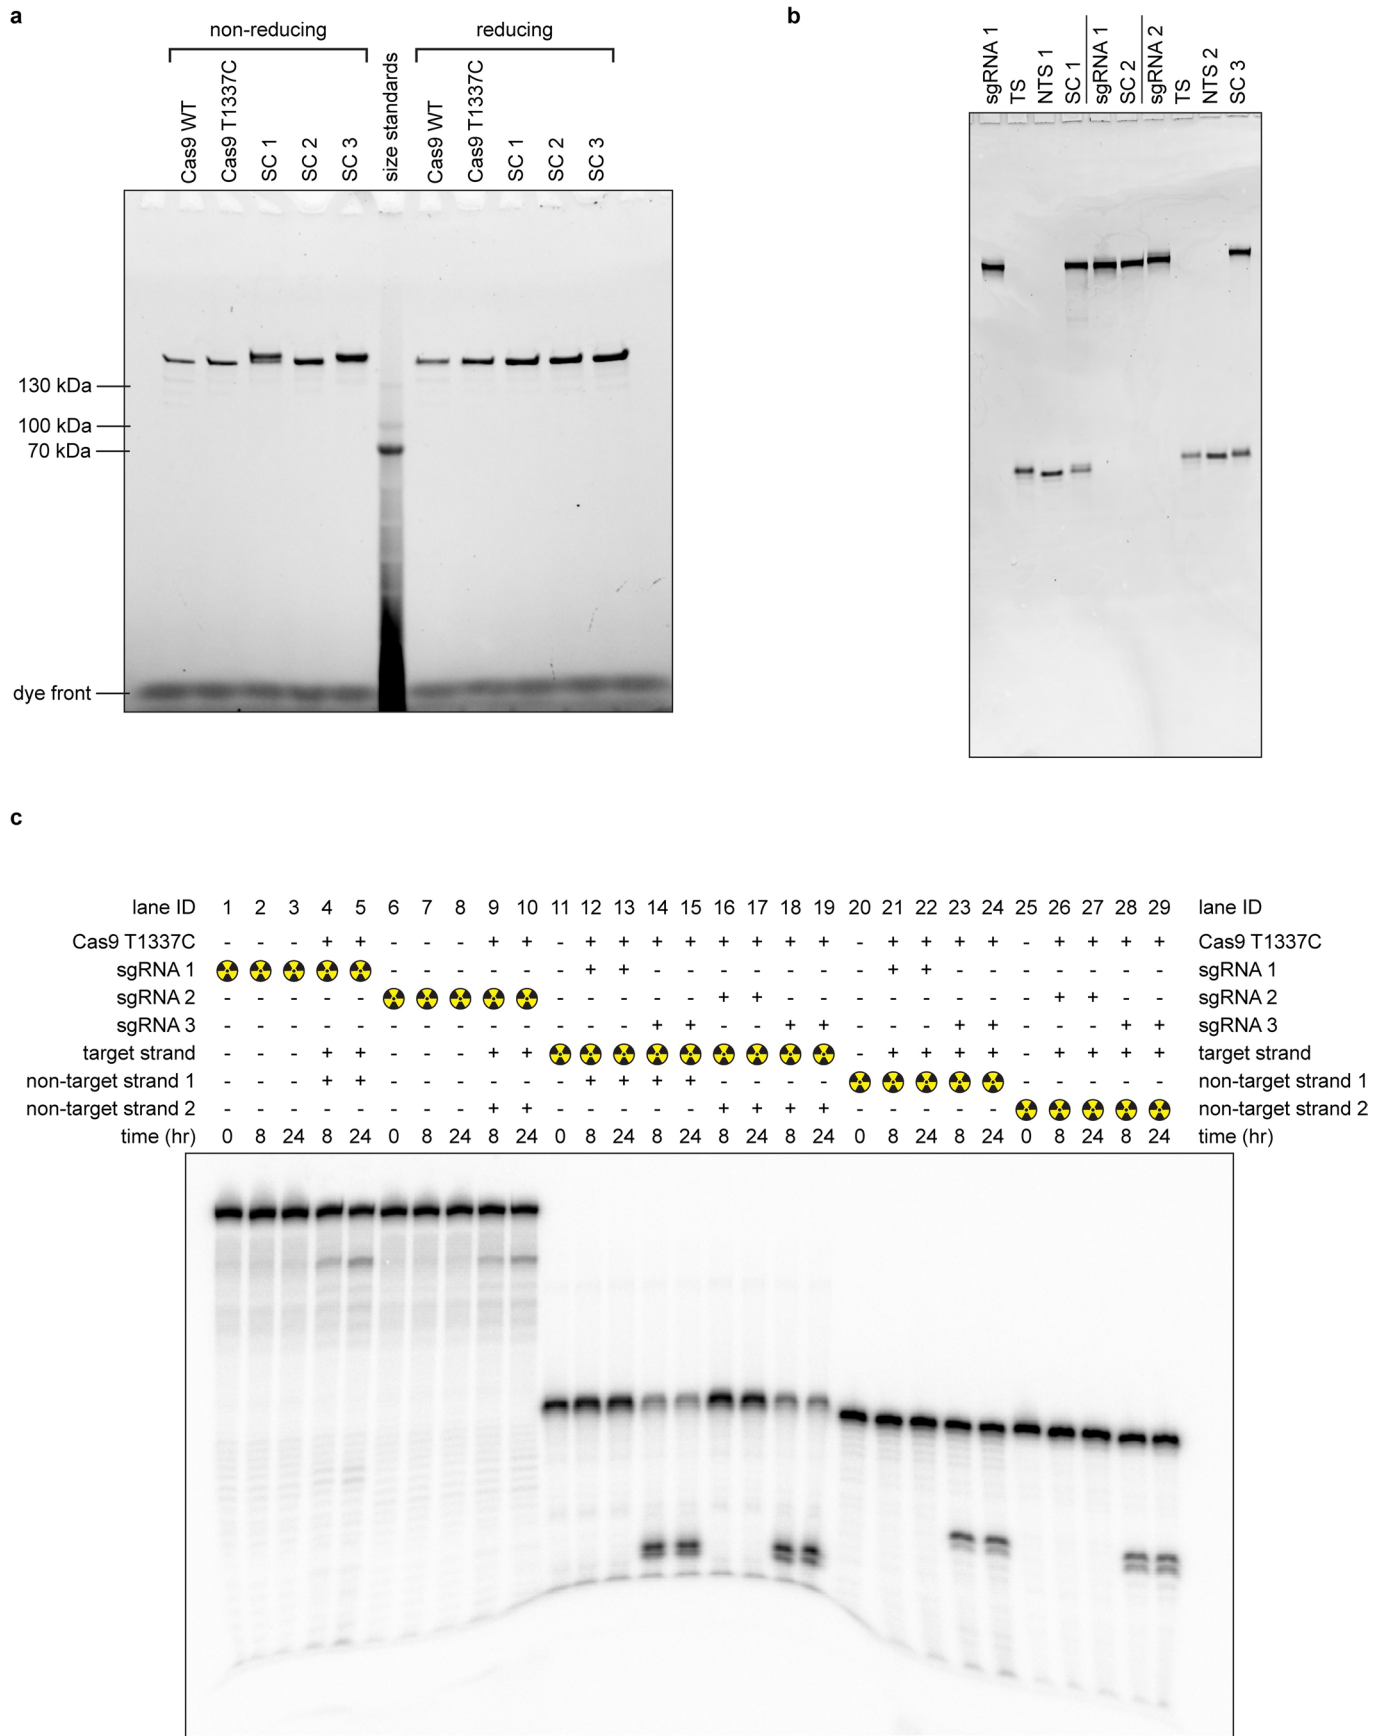 a
non-reducing
reducing
Cas9 WT
Cas9 T1337C
SC 1
SC 2
SC 3
size standards
Cas9 WT
Cas9 T1337C
SC 1
SC 2
SC 3
130 kDa
100 kDa
70 kDa
dye front
b
sgRNA 1
TS
NTS 1
SC 1
sgRNA 1
SC 2
sgRNA 2
TS
NTS 2
SC 3
c
lane ID 1 2 3 4 5 6 7 8 9 10 11 12 13 14 15 16 17 18 19 20 21 22 23 24 25 26 27 28 29 lane ID
Cas9 T1337C - - - + + - - - + + - + + + + + + + + - + + + + - + + + + Cas9 T1337C
sgRNA 1 - - - - - - + + - - - - - - - + + - - - - - - - sgRNA 1
sgRNA 2 - - - - - - - - - - + + - - - - - - - - + + - - sgRNA 2
sgRNA 3 - - - - - - - - - - - - - + + - - + + - - - + + - - - + + sgRNA 3
target strand - - - + + - - - + + - + + + + - + + + + target strand
non-target strand 1 - - - + + - - - - - - + + + + - - - - - - - - - non-target strand 1
non-target strand 2 - - - - - - - - + + - - - - - + + + + - - - - - non-target strand 2
time (hr) 0 8 24 8 24 0 8 24 8 24 0 8 24 8 24 8 24 8 24 0 8 24 8 24 0 8 24 8 24 time (hr)